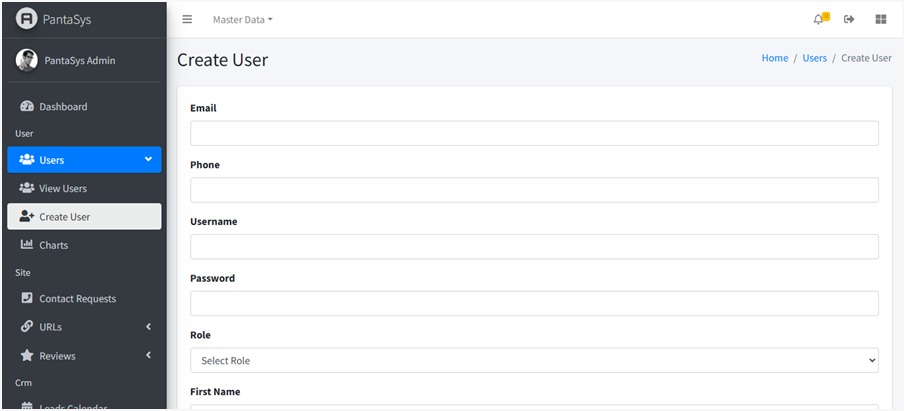 PantaSys
Master Data
PantaSys Admin
Create User
Home / Users / Create User
Dashboard
User
Users
View Users
Create User
Charts
Site
Contact Requests
URLs
Reviews
Crm
Leads Calendar
Email
Phone
Username
Password
Role
Select Role
First Name